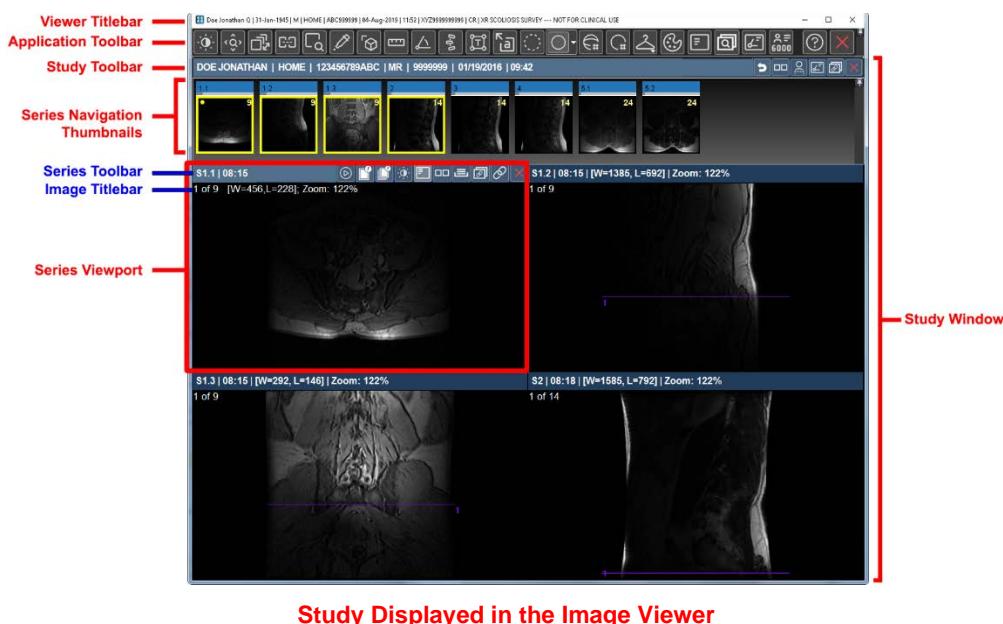 Viewer Titlebar
Doe Jonathan Q | 31-Jan-1945 | M | HOME | ABC999999 | 04-Aug-2019 | 11:52 | XYZ9999999999 | CR | XR SCOLIOSIS SURVEY --- NOT FOR CLINICAL USE
Application Toolbar
6000
Study Toolbar
DOE JONATHAN | HOME | 123456789ABC | MR | 9999999 | 01/19/2016 | 09:42
Series Navigation
Thumbnails
1.1 1.2 1.3 2 3 4 5.1 5.2
9 9 9 14 14 14 24 24
Series Toolbar
S1.1 | 08:15
S1.2 | 08:15 | [W=1385, L=692] | Zoom: 122%
Image Titlebar
1 of 9 [W=456,L=228]; Zoom: 122%
1 of 9
Series Viewport
1
Study Window
S1.3 | 08:15 | [W=292, L=146] | Zoom: 122%
S2 | 08:18 | [W=1585, L=792] | Zoom: 122%
1 of 9
1 of 14
1
1
Study Displayed in the Image Viewer